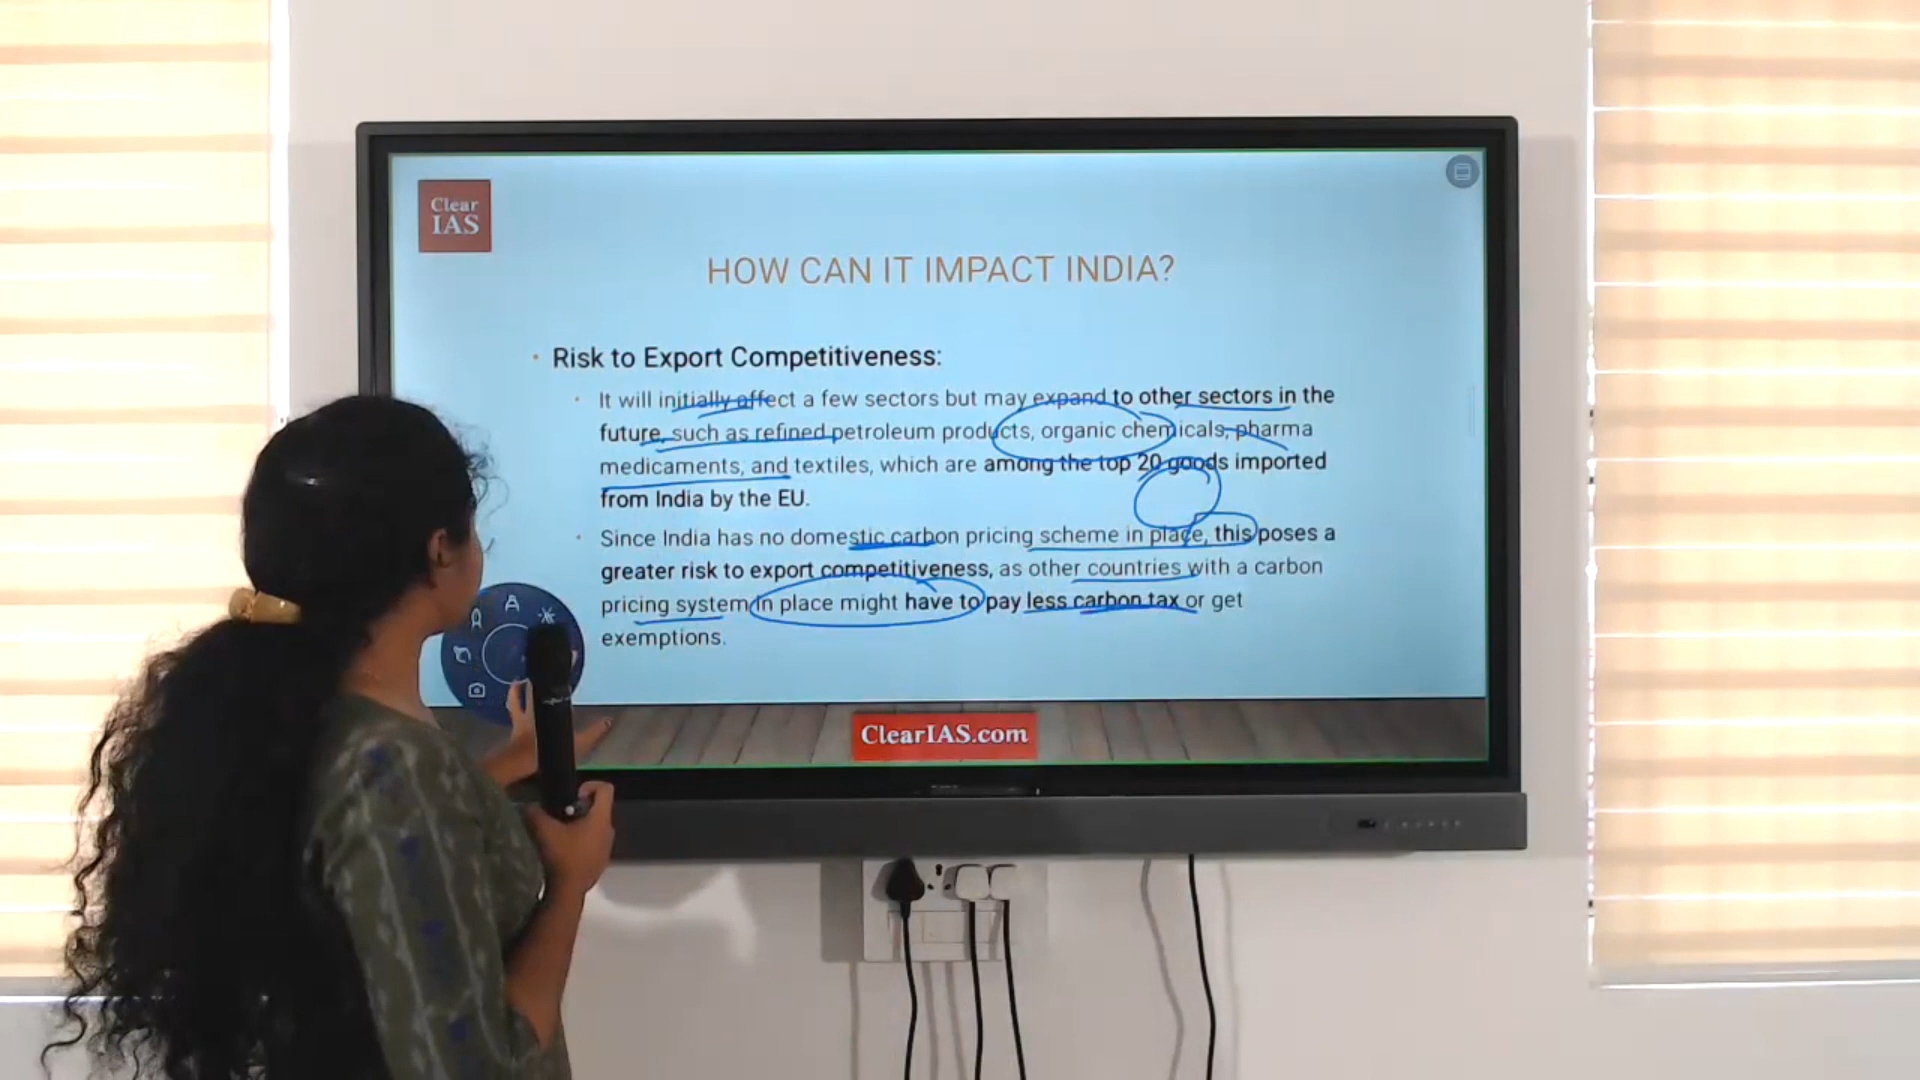 Clear
IAS
HOW CAN IT IMPACT INDIA?
Risk to Export Competitiveness:
It will initially affect a few sectors but may expand to other sectors in the
future, such as refined petroleum products, organic chemicals, pharma
medicaments, and textiles, which are among the top 20 goods imported
from India by the EU.
Since India has no domestic carbon pricing scheme in place, this poses a
greater risk to export competitiveness, as other countries with a carbon
pricing system in place might have to pay less carbon tax or get
exemptions.
ClearIAS.com